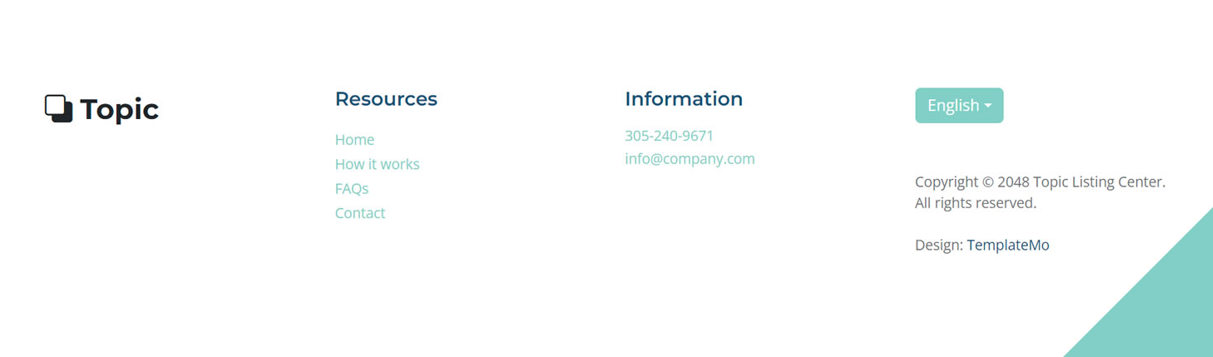 Topic
Resources
Home
How it works
FAQs
Contact
Information
305-240-9671
info@company.com
English
Copyright © 2048 Topic Listing Center.
All rights reserved.
Design: TemplateMo